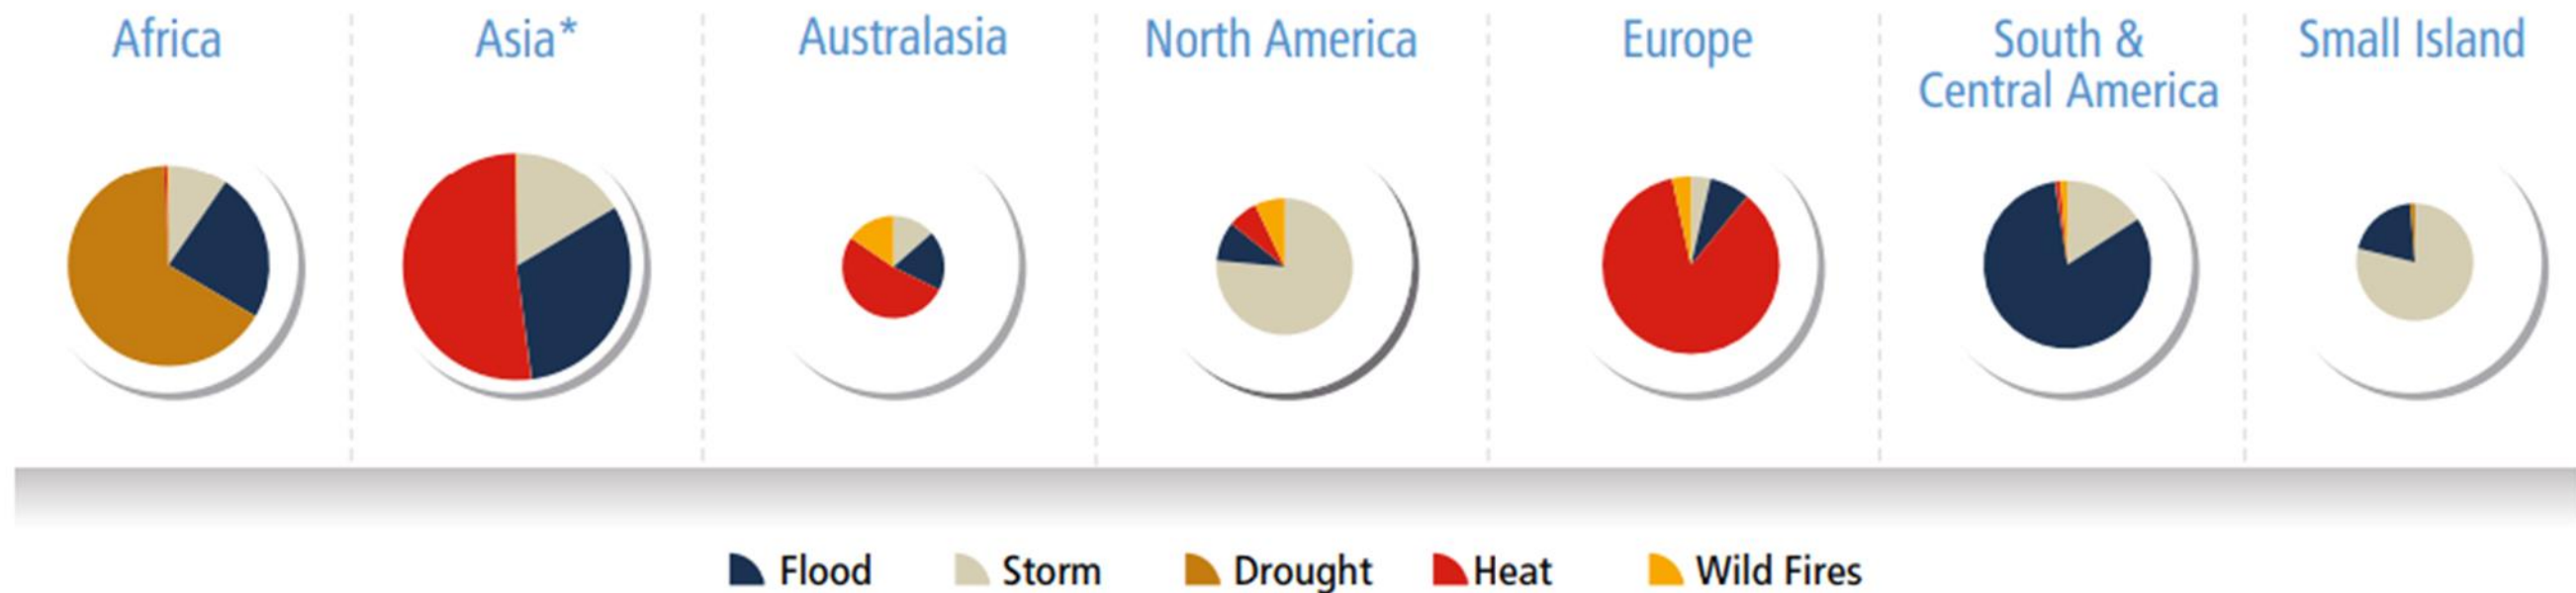 Africa
Asia*
Australasia
North America
Europe
South &
Central America
Small Island
Flood
Storm
Drought
Heat
Wild Fires